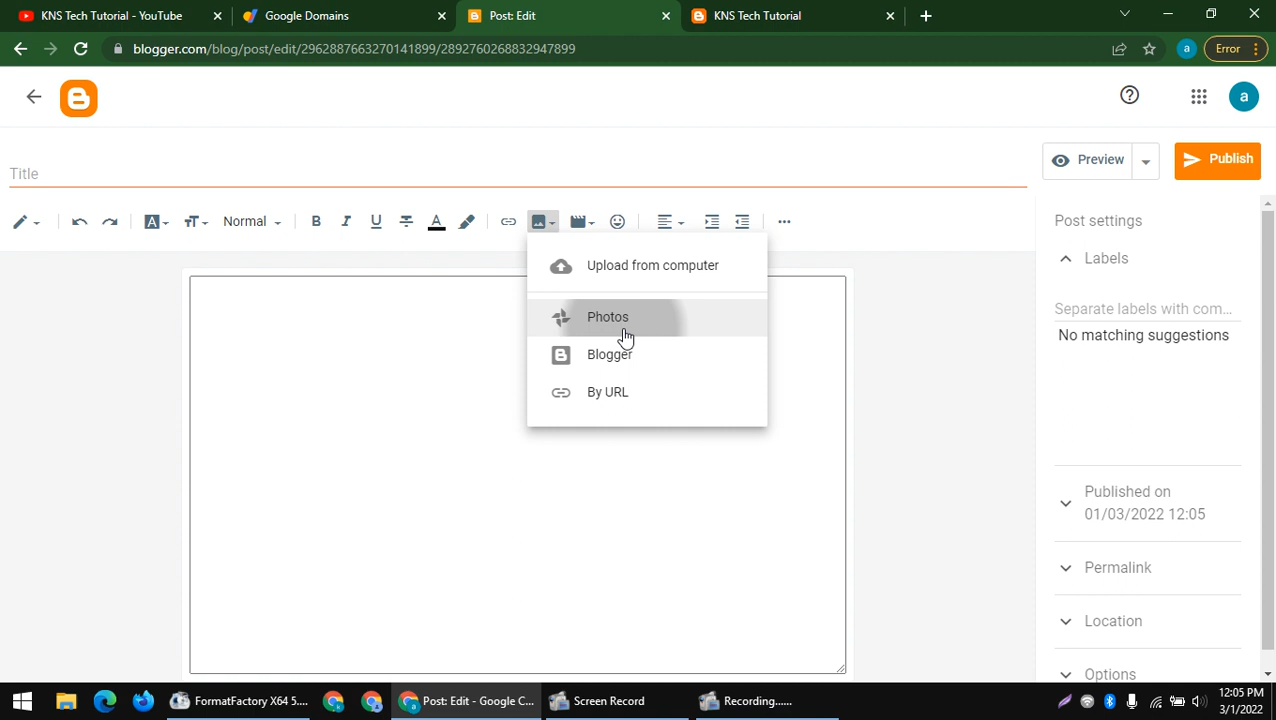 KNS Tech Tutorial - YouTube
Google Domains
Post: Edit
KNS Tech Tutorial
blogger.com/blog/post/edit/2962887663270141899/2892760268832947899
a
Error
a
Title
Preview
Publish
Normal
B
I
U
A
Upload from computer
Photos
Blogger
By URL
Post settings
Labels
Separate labels with com...
No matching suggestions
Published on
01/03/2022 12:05
Permalink
Location
Options
FormatFactory X64 5....
Post: Edit - Google C...
Screen Record
Recording......
12:05 PM
3/1/2022